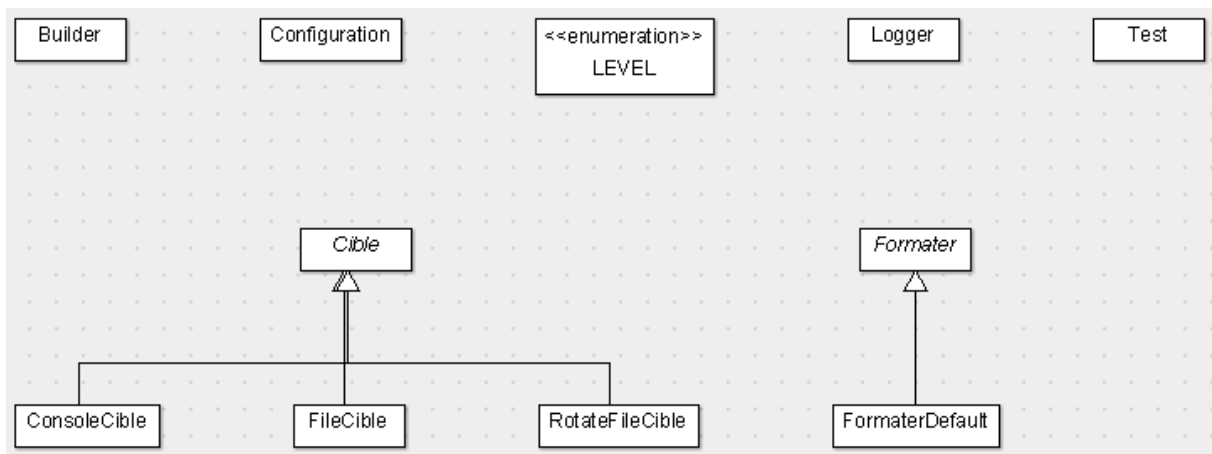 Builder
Configuration
<<enumeration>>
LEVEL
Logger
Test
Cible
Formater
ConsoleCible
FileCible
RotateFileCible
FormaterDefault